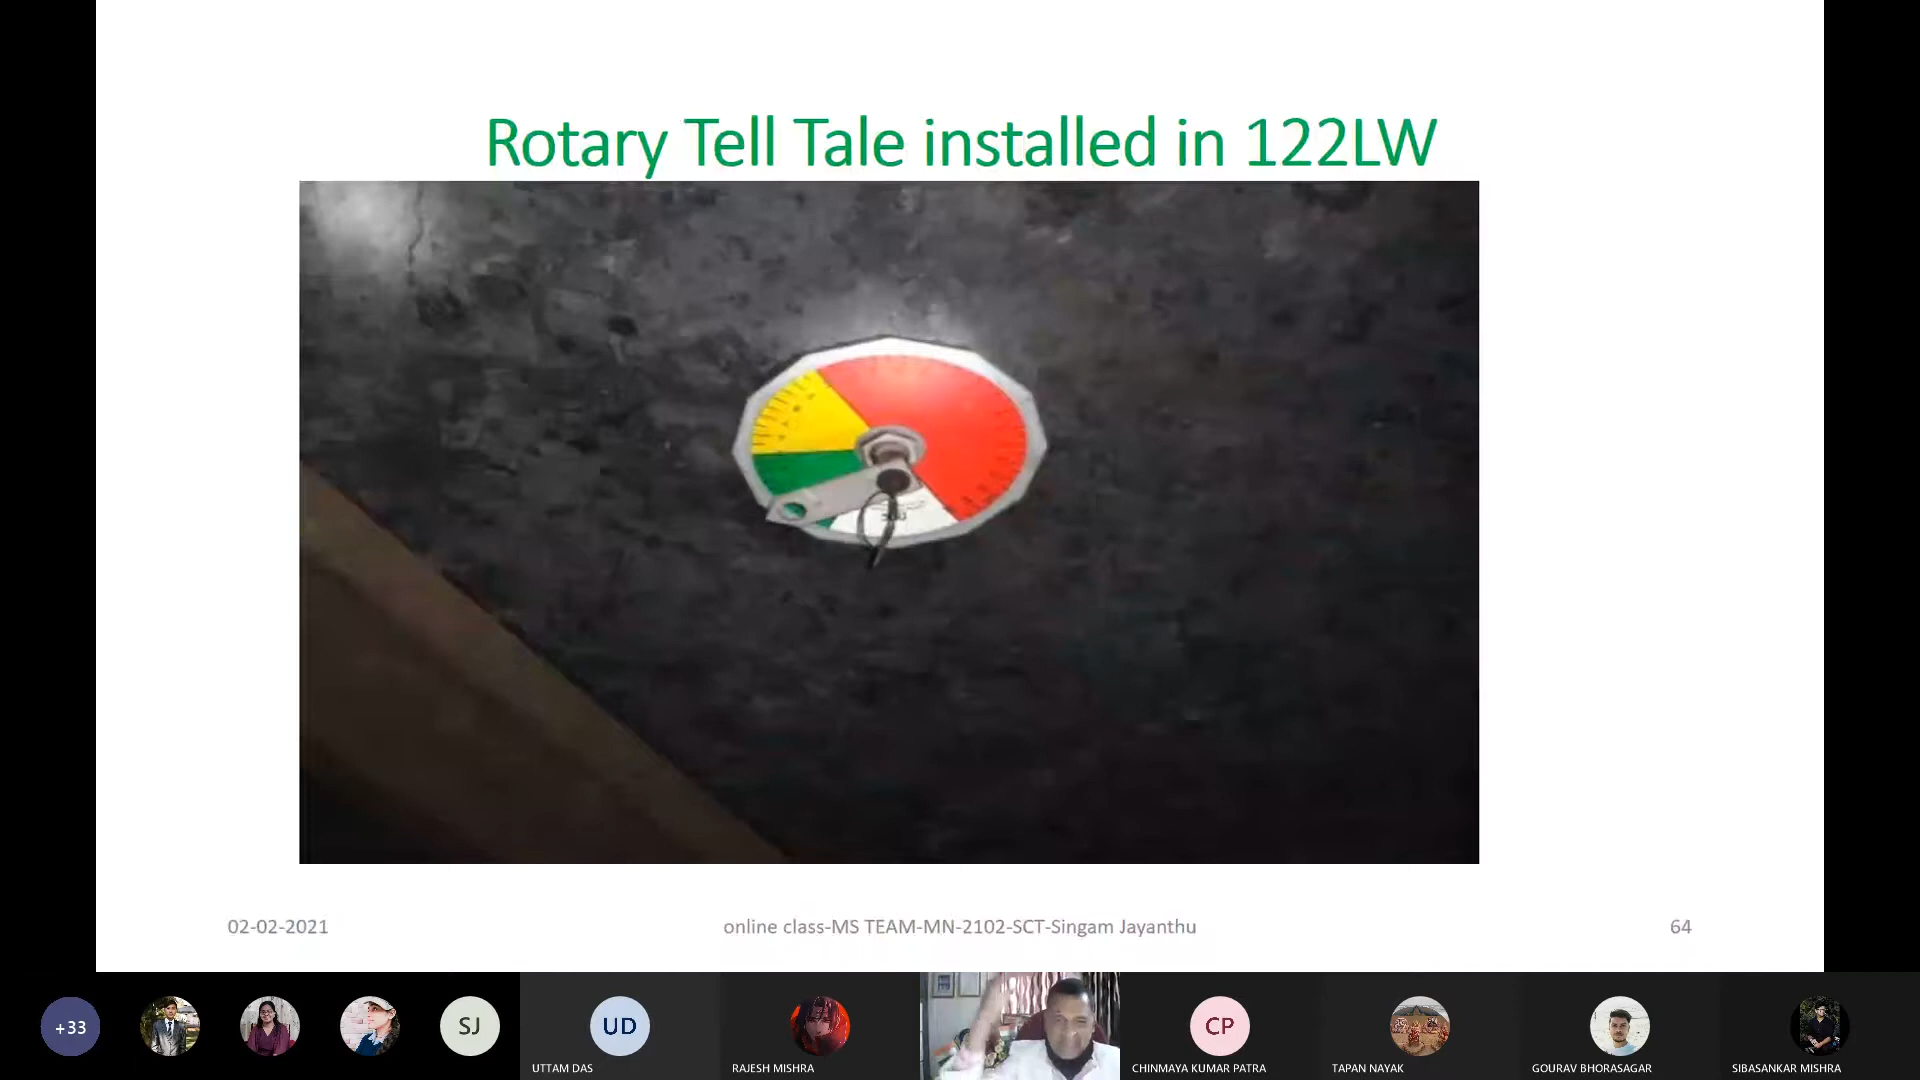 Rotary Tell Tale installed in 122LW
02-02-2021
online class-MS TEAM-MN-2102-SCT-Singam Jayanthu
64
+33
SJ
UD
UTTAM DAS
RAJESH MISHRA
CP
CHINMAYA KUMAR PATRA
TAPAN NAYAK
GOURAV BHORASAGAR
SIBASANKAR MISHRA